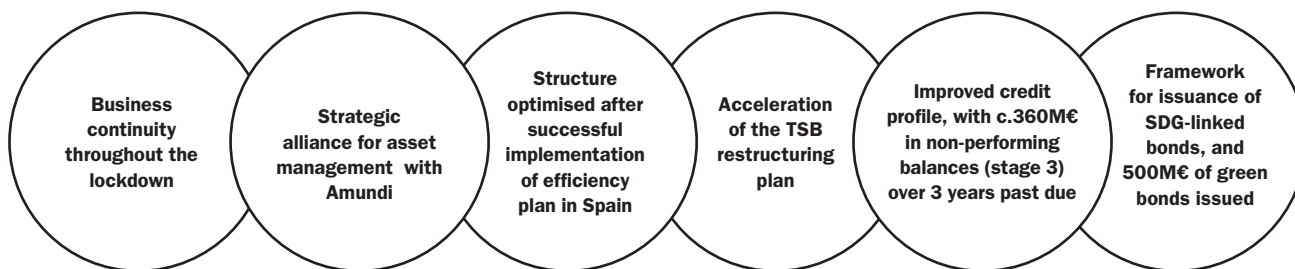 Business
continuity
throughout the
lockdown
Strategic
alliance for asset
management with
Amundi
Structure
optimised after
successful
implementation
of efficiency
plan in Spain
Acceleration
of the TSB
restructuring
plan
Improved credit
profile, with c.360M€
in non-performing
balances (stage 3)
over 3 years past due
Framework
for issuance of
SDG-linked
bonds, and
500M€ of green
bonds issued